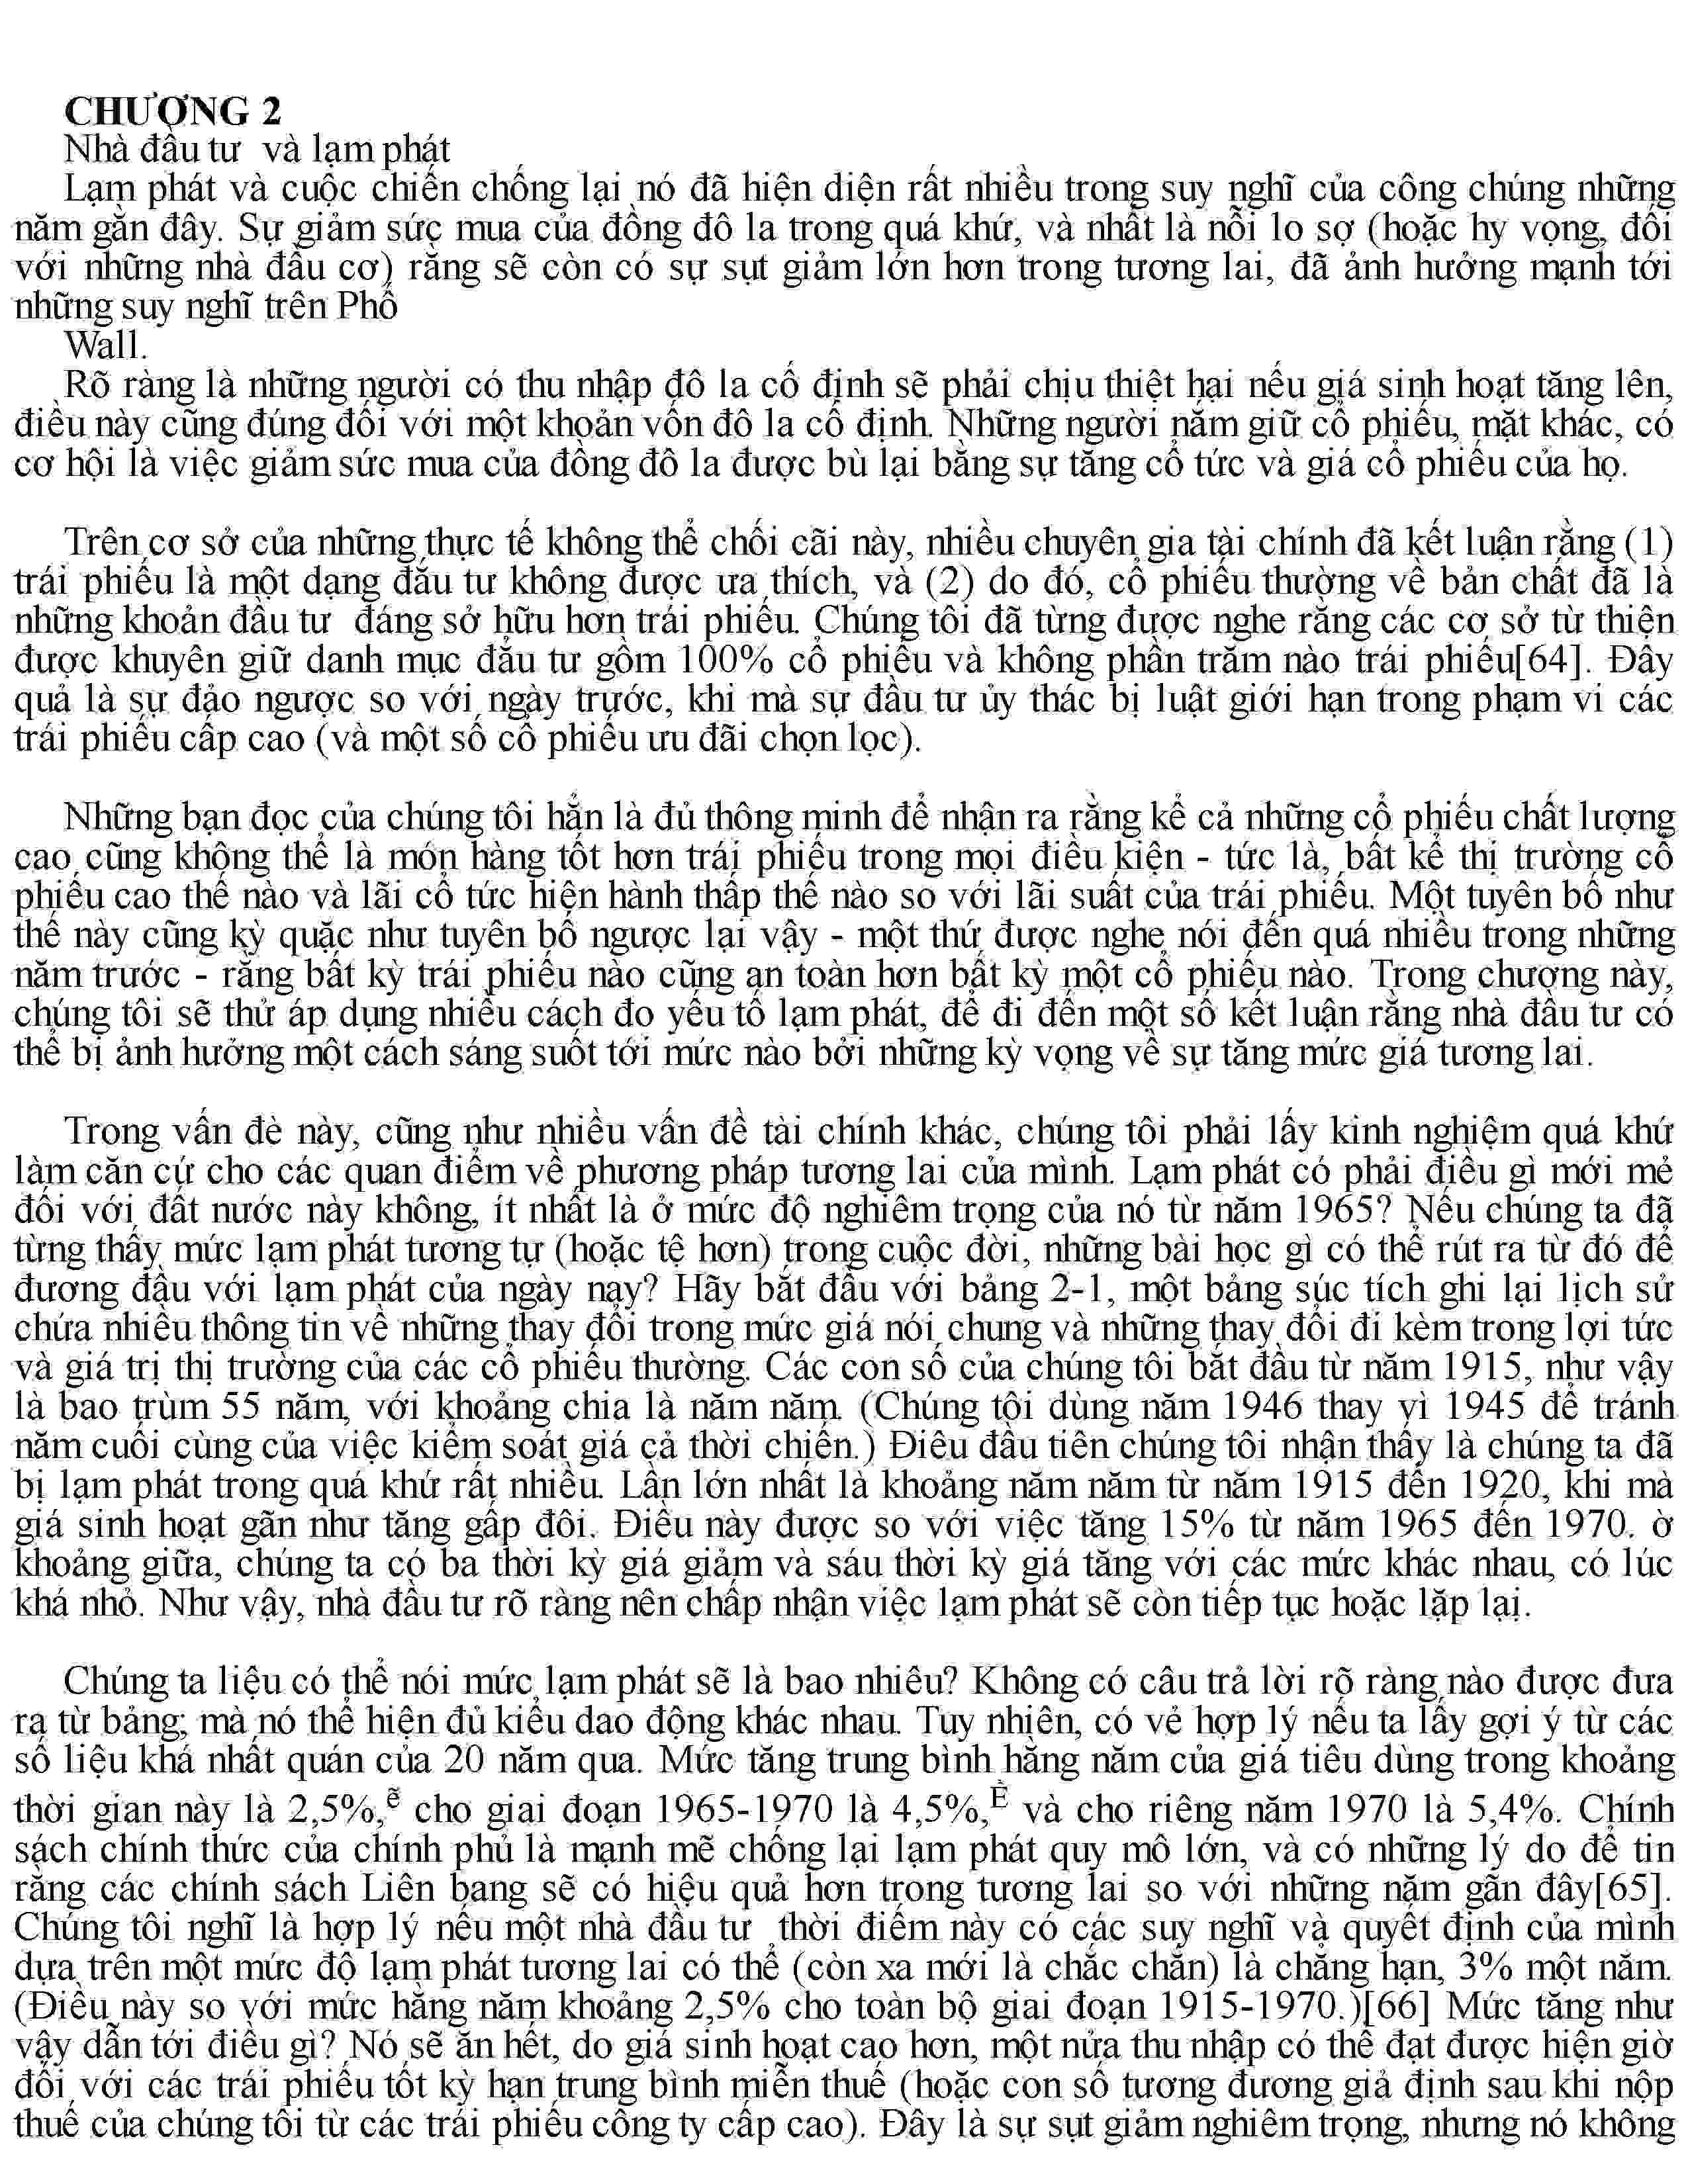 CHƯƠNG 2
Nhà đầu tư và lạm phát
Lạm phát và cuộc chiến chống lại nó đã hiện diện rất nhiều trong suy nghĩ của công chúng những
năm gần đây. Sự giảm sức mua của đồng đô la trong quá khứ, và nhất là nỗi lo sợ (hoặc hy vọng, đối
với những nhà đầu cơ) rằng sẽ còn có sự sụt giảm lớn hơn trong tương lai, đã ảnh hưởng mạnh tới
những suy nghĩ trên Phố
Wall.
Rõ ràng là những người có thu nhập đô la cố định sẽ phải chịu thiệt hại nếu giá sinh hoạt tăng lên,
điều này cũng đúng đối với một khoản vốn đô la cố định. Những người nắm giữ cổ phiếu, mặt khác, có
cơ hội là việc giảm sức mua của đồng đô la được bù lại bằng sự tăng cổ tức và giá cổ phiếu của họ.
Trên cơ sở của những thực tế không thể chối cãi này, nhiều chuyên gia tài chính đã kết luận rằng (1)
trái phiếu là một dạng đầu tư không được ưa thích, và (2) do đó, cổ phiếu thường về bản chất đã là
những khoản đầu tư đáng sở hữu hơn trái phiếu. Chúng tôi đã từng được nghe rằng các cơ sở từ thiện
được khuyên giữ danh mục đầu tư gồm 100% cổ phiếu và không phần trăm nào trái phiếu[64]. Đây
quả là sự đảo ngược so với ngày trước, khi mà sự đầu tư ủy thác bị luật giới hạn trong phạm vi các
trái phiếu cấp cao (và một số cổ phiếu ưu đãi chọn lọc).
Những bạn đọc của chúng tôi hẳn là đủ thông minh để nhận ra rằng kể cả những cổ phiếu chất lượng
cao cũng không thể là món hàng tốt hơn trái phiếu trong mọi điều kiện - tức là, bất kể thị trường cổ
phiếu cao thế nào và lãi cổ tức hiện hành thấp thế nào so với lãi suất của trái phiếu. Một tuyên bố như
thế này cũng kỳ quặc như tuyên bố ngược lại vậy - một thứ được nghe nói đến quá nhiều trong những
năm trước - rằng bất kỳ trái phiếu nào cũng an toàn hơn bất kỳ một cổ phiếu nào. Trong chương này,
chúng tôi sẽ thử áp dụng nhiều cách đo yếu tố lạm phát, để đi đến một số kết luận rằng nhà đầu tư có
thể bị ảnh hưởng một cách sáng suốt tới mức nào bởi những kỳ vọng về sự tăng mức giá tương lai.
Trong vấn đè này, cũng như nhiều vấn đề tài chính khác, chúng tôi phải lấy kinh nghiệm quá khứ
làm căn cứ cho các quan điểm về phương pháp tương lai của mình. Lạm phát có phải điều gì mới mẻ
đối với đất nước này không, ít nhất là ở mức độ nghiêm trọng của nó từ năm 1965? Nếu chúng ta đã
từng thấy mức lạm phát tương tự (hoặc tệ hơn) trong cuộc đời, những bài học gì có thể rút ra từ đó để
đương đầu với lạm phát của ngày nay? Hãy bắt đầu với bảng 2-1, một bảng súc tích ghi lại lịch sử
chứa nhiều thông tin về những thay đổi trong mức giá nói chung và những thay đổi đi kèm trong lợi tức
và giá trị thị trường của các cổ phiếu thường. Các con số của chúng tôi bắt đầu từ năm 1915, như vậy
là bao trùm 55 năm, với khoảng chia là năm năm. (Chúng tôi dùng năm 1946 thay vì 1945 để tránh
năm cuối cùng của việc kiểm soát giá cả thời chiến.) Điêu đầu tiên chúng tôi nhận thấy là chúng ta đã
bị lạm phát trong quá khứ rất nhiều. Lần lớn nhất là khoảng năm năm từ năm 1915 đến 1920, khi mà
giá sinh hoạt gần như tăng gấp đôi. Điều này được so với việc tăng 15% từ năm 1965 đến 1970. ờ
khoảng giữa, chúng ta có ba thời kỳ giá giảm và sáu thời kỳ giá tăng với các mức khác nhau, có lúc
khá nhỏ. Như vậy, nhà đầu tư rõ ràng nên chấp nhận việc lạm phát sẽ còn tiếp tục hoặc lặp lại.
Chúng ta liệu có thể nói mức lạm phát sẽ là bao nhiêu? Không có câu trả lời rõ ràng nào được đưa
ra từ bảng; mà nó thể hiện đủ kiểu dao động khác nhau. Tuy nhiên, có vẻ hợp lý nếu ta lấy gợi ý từ các
số liệu khá nhất quán của 20 năm qua. Mức tăng trung bình hằng năm của giá tiêu dùng trong khoảng
thời gian này là 2,5%,ễ cho giai đoạn 1965-1970 là 4,5%,Ề và cho riêng năm 1970 là 5,4%. Chính
sách chính thức của chính phủ là mạnh mẽ chống lại lạm phát quy mô lớn, và có những lý do để tin
rằng các chính sách Liên bang sẽ có hiệu quả hơn trong tương lai so với những năm gần đây[65].
Chúng tôi nghĩ là hợp lý nếu một nhà đầu tư thời điểm này có các suy nghĩ và quyết định của mình
dựa trên một mức độ lạm phát tương lai có thể (còn xa mới là chắc chắn) là chẳng hạn, 3% một năm.
(Điều này so với mức hằng năm khoảng 2,5% cho toàn bộ giai đoạn 1915-1970.)[66] Mức tăng như
vậy dẫn tới điều gì? Nó sẽ ăn hết, do giá sinh hoạt cao hơn, một nửa thu nhập có thể đạt được hiện giờ
đối với các trái phiếu tốt kỳ hạn trung bình miễn thuế (hoặc con số tương đương giả định sau khi nộp
thuế của chúng tôi từ các trái phiếu công ty cấp cao). Đây là sự sụt giảm nghiêm trọng, nhưng nó không